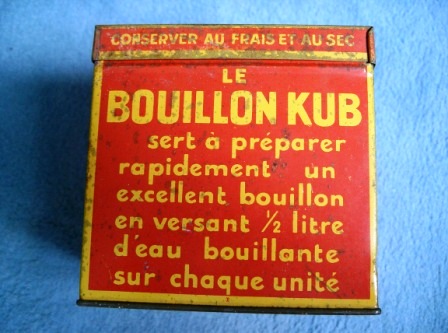 CONSERVER AU FRAIS ET AU SEC
LE
BOUILLON KUB
sert à préparer
rapidement un
excellent bouillon
en versant ½ litre
d'eau bouillante
sur chaque unité